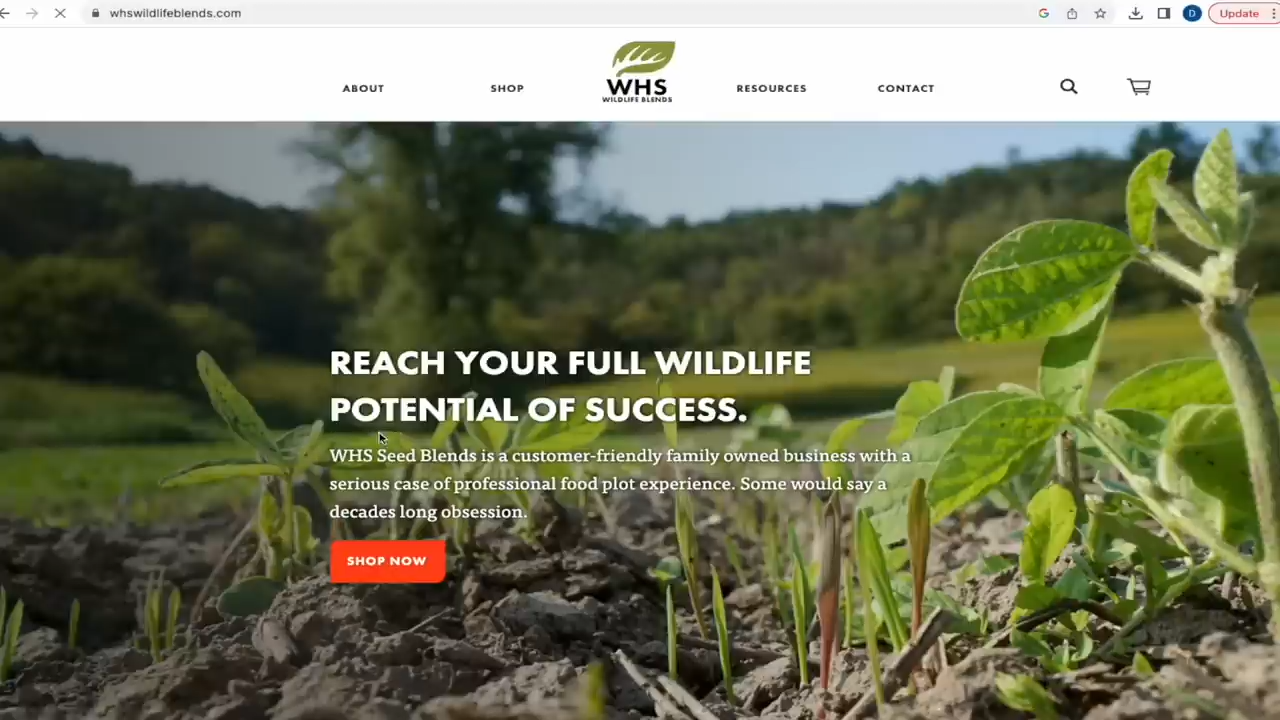 whswildlifeblends.com
D
Update
ABOUT
SHOP
WHS
WILDLIFE BLENDS
RESOURCES
CONTACT
REACH YOUR FULL WILDLIFE
POTENTIAL OF SUCCESS.
WHS Seed Blends is a customer-friendly family owned business with a
serious case of professional food plot experience. Some would say a
decades long obsession.
SHOP NOW